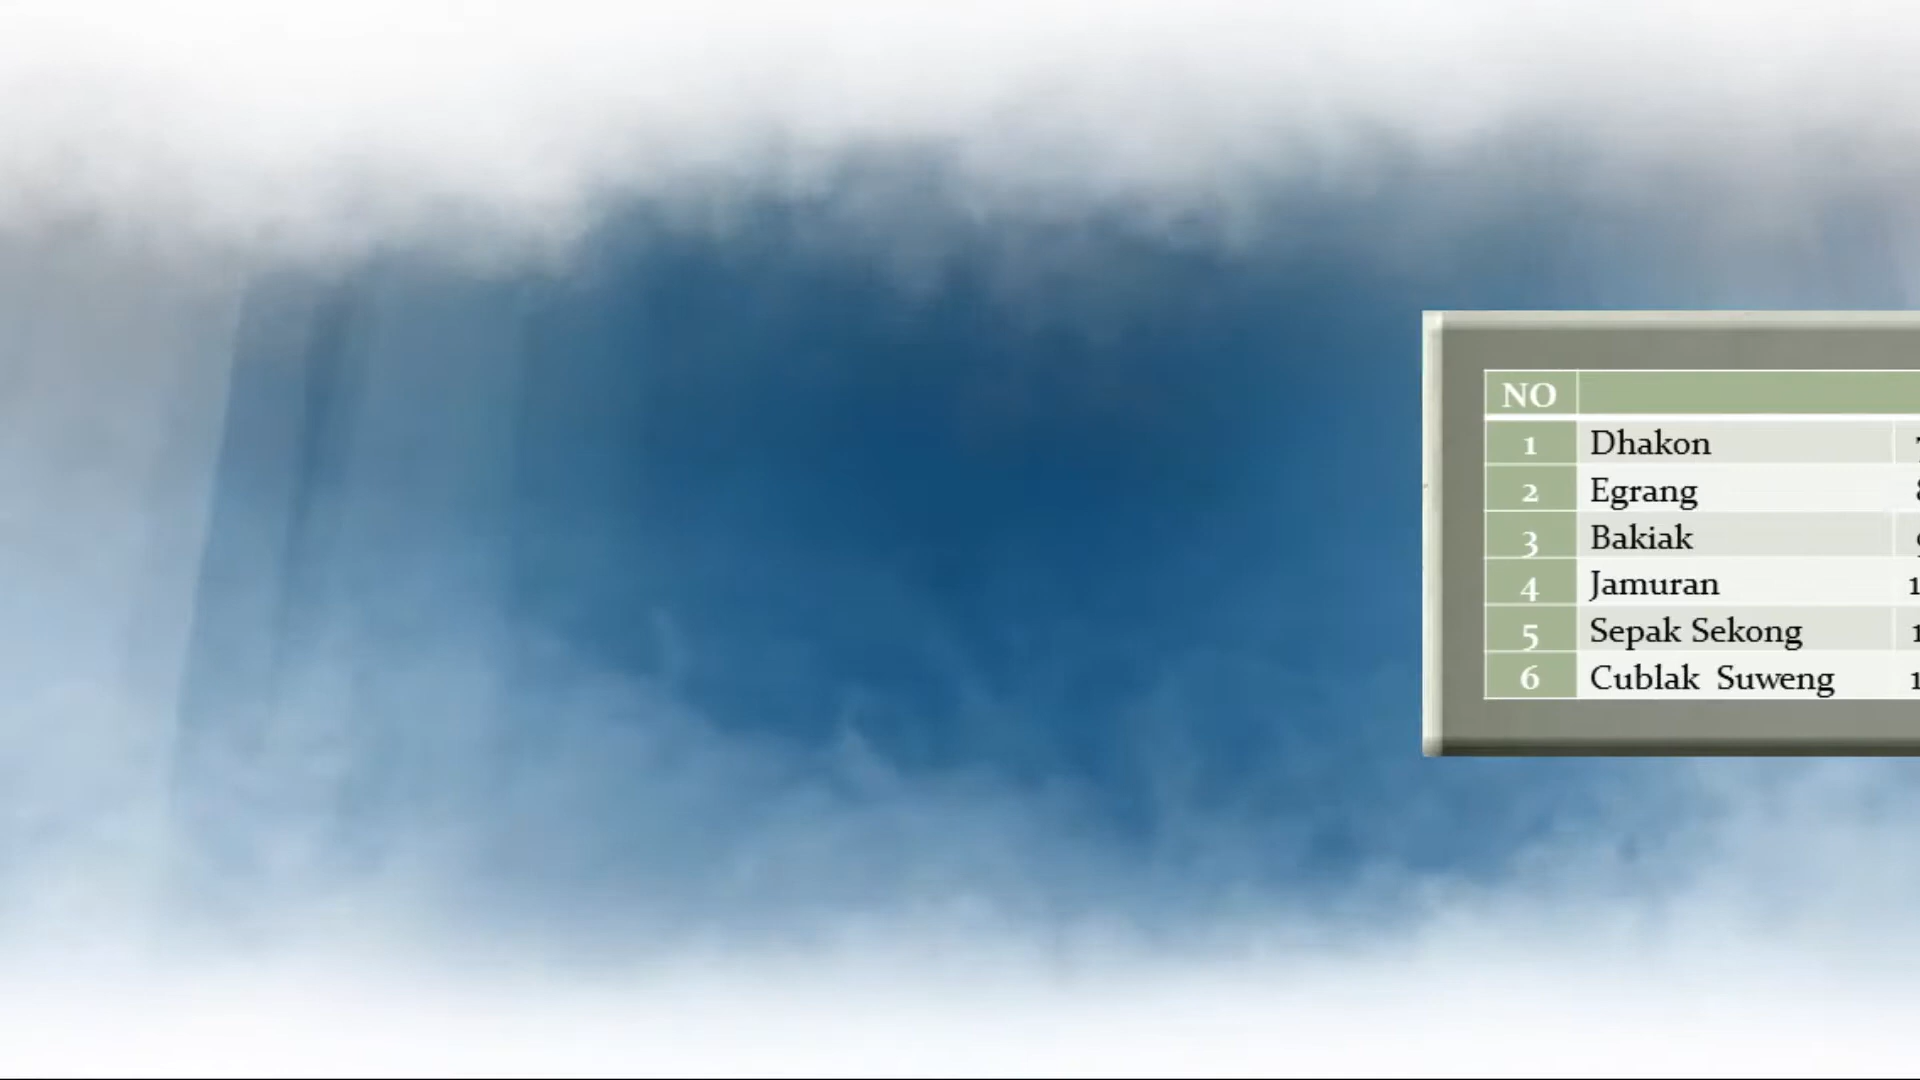 NO
1 Dhakon
2 Egrang
3 Bakiak
4 Jamuran
5 Sepak Sekong
6 Cublak Suweng